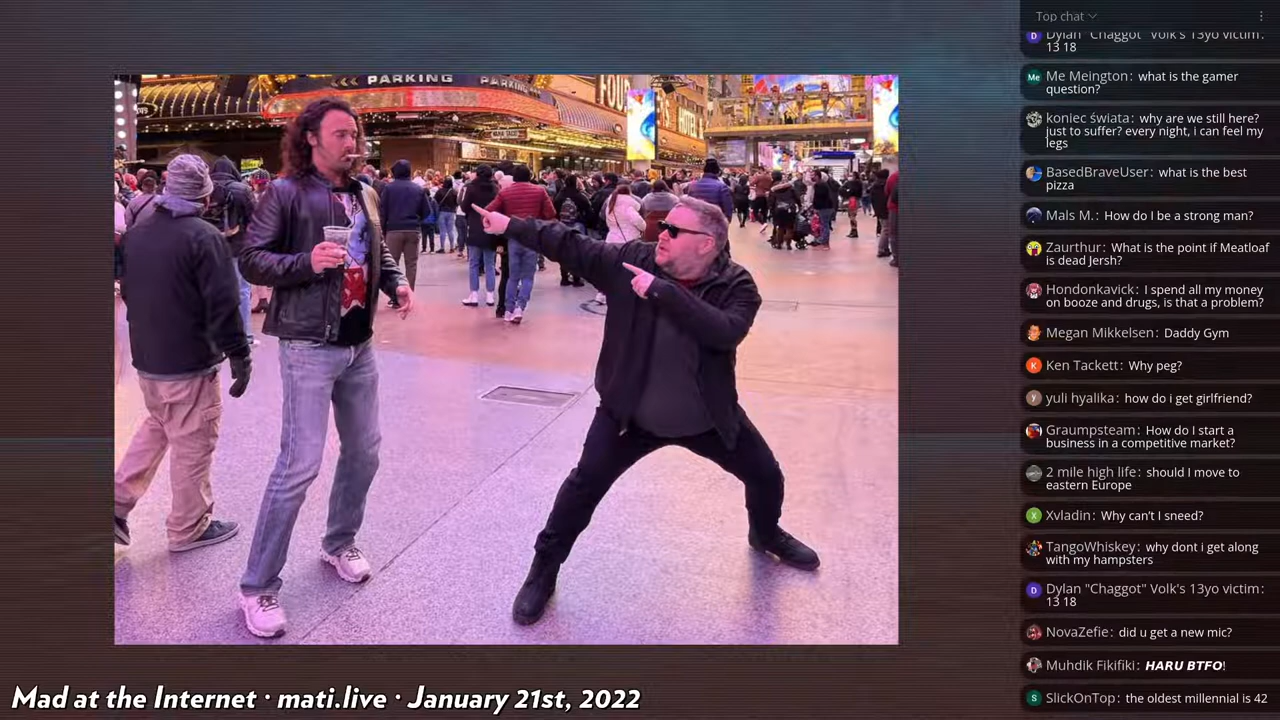 PARKING
PARKING
FOUR
HOTEL
Top chat
Dylan "Chaggot" Volk's 13yo victim:
13 18
Me Meington: what is the gamer
question?
koniec świata: why are we still here?
just to suffer? every night, i can feel my
legs
BasedBraveUser: what is the best
pizza
Mals M.: How do I be a strong man?
Zaurthur: What is the point if Meatloaf
is dead Jersh?
Hondonkavick: I spend all my money
on booze and drugs, is that a problem?
Megan Mikkelsen: Daddy Gym
Ken Tackett: Why peg?
yuli hyalika: how do i get girlfriend?
Graumpsteam: How do I start a
business in a competitive market?
2 mile high life: should I move to
eastern Europe
Xvladin: Why can't I sneed?
TangoWhiskey: why dont i get along
with my hampsters
Dylan "Chaggot" Volk's 13yo victim:
13 18
NovaZefie: did u get a new mic?
Muhdik Fikifiki: HARU BTFO!
SlickOnTop: the oldest millennial is 42
Mad at the Internet · mati.live · January 21st, 2022